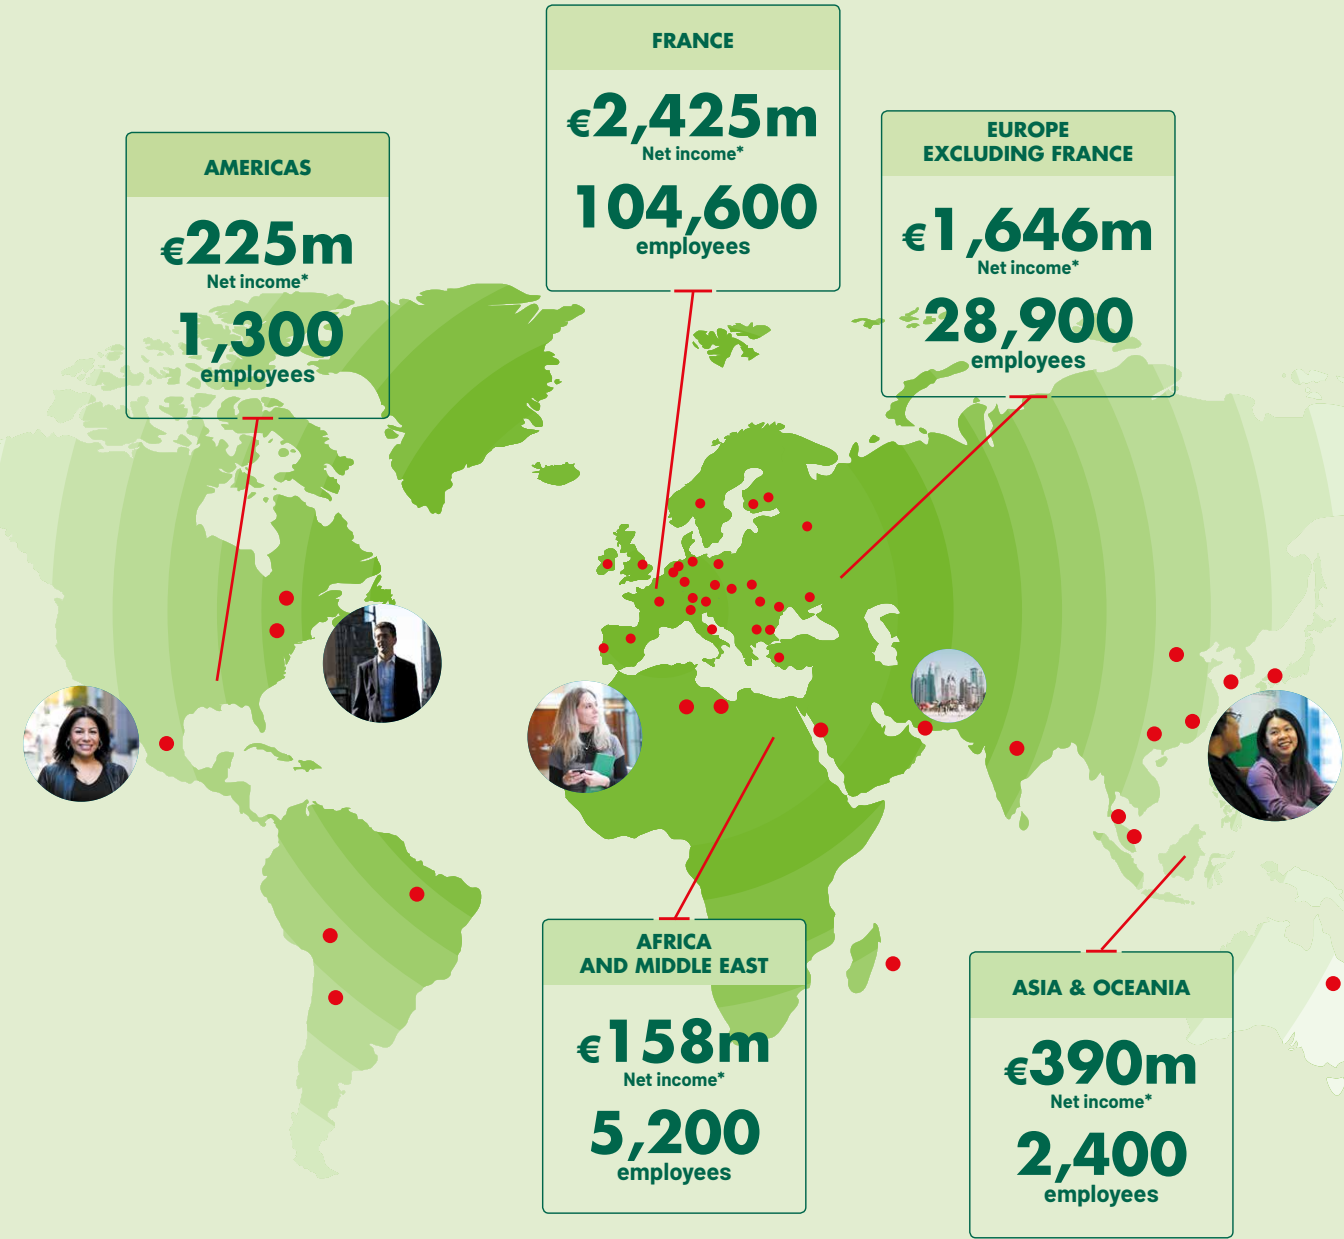 FRANCE
€2,425m
Net income*
104,600
employees
EUROPE
EXCLUDING FRANCE
€1,646m
Net income*
28,900
employees
AMERICAS
€225m
Net income*
1,300
employees
AFRICA
AND MIDDLE EAST
€158m
Net income*
5,200
employees
ASIA & OCEANIA
€390m
Net income*
2,400
employees